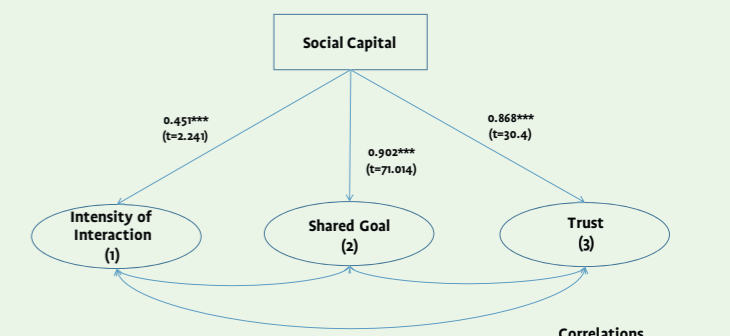 Social Capital
0.451***
(t=2.241)
0.868***
(t=30.4)
0.902***
(t=71.014)
Intensity of
Interaction
(1)
Shared Goal
(2)
Trust
(3)
Correlations